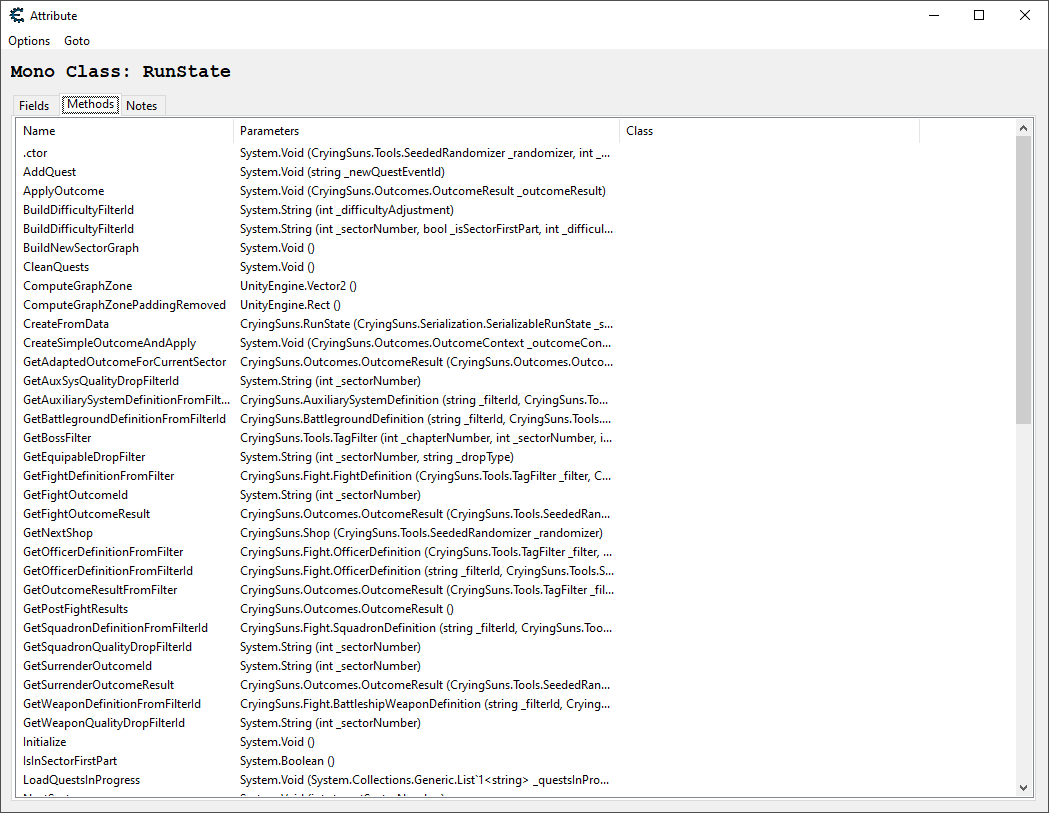 Attribute
Options Goto
Mono Class: RunState
Fields Methods Notes
Name Parameters Class
.ctor System.Void (CryingSuns.Tools.SeededRandomizer _randomizer, int _...
AddQuest System.Void (string _newQuestEventId)
ApplyOutcome System.Void (CryingSuns.Outcomes.OutcomeResult _outcomeResult)
BuildDifficultyFilterId System.String (int _difficultyAdjustment)
BuildDifficultyFilterId System.String (int _sectorNumber, bool _isSectorFirstPart, int _difficul...
BuildNewSectorGraph System.Void ()
CleanQuests System.Void ()
ComputeGraphZone UnityEngine.Vector2 ()
ComputeGraphZonePaddingRemoved UnityEngine.Rect ()
CreateFromData CryingSuns.RunState (CryingSuns.Serialization.SerializableRunState _s...
CreateSimpleOutcomeAndApply System.Void (CryingSuns.Outcomes.OutcomeContext _outcomeCon...
GetAdaptedOutcomeForCurrentSector CryingSuns.Outcomes.OutcomeResult (CryingSuns.Outcomes.Outco...
GetAuxSysQualityDropFilterId System.String (int _sectorNumber)
GetAuxiliarySystemDefinitionFromFilt... CryingSuns.AuxiliarySystemDefinition (string _filterId, CryingSuns.To...
GetBattlegroundDefinitionFromFilterId CryingSuns.BattlegroundDefinition (string _filterId, CryingSuns.Tools....
GetBossFilter CryingSuns.Tools.TagFilter (int _chapterNumber, int _sectorNumber, i...
GetEquipableDropFilter System.String (int _sectorNumber, string _dropType)
GetFightDefinitionFromFilter CryingSuns.Fight.FightDefinition (CryingSuns.Tools.TagFilter _filter, C...
GetFightOutcomeId System.String (int _sectorNumber)
GetFightOutcomeResult CryingSuns.Outcomes.OutcomeResult (CryingSuns.Tools.SeededRan...
GetNextShop CryingSuns.Shop (CryingSuns.Tools.SeededRandomizer _randomizer)
GetOfficerDefinitionFromFilter CryingSuns.Fight.OfficerDefinition (CryingSuns.Tools.TagFilter _filter, ...
GetOfficerDefinitionFromFilterId CryingSuns.Fight.OfficerDefinition (string _filterId, CryingSuns.Tools.S...
GetOutcomeResultFromFilter CryingSuns.Outcomes.OutcomeResult (CryingSuns.Tools.TagFilter _fil...
GetPostFightResults CryingSuns.Outcomes.OutcomeResult ()
GetSquadronDefinitionFromFilterId CryingSuns.Fight.SquadronDefinition (string _filterId, CryingSuns.Too...
GetSquadronQualityDropFilterId System.String (int _sectorNumber)
GetSurrenderOutcomeId System.String (int _sectorNumber)
GetSurrenderOutcomeResult CryingSuns.Outcomes.OutcomeResult (CryingSuns.Tools.SeededRan...
GetWeaponDefinitionFromFilterId CryingSuns.Fight.BattleshipWeaponDefinition (string _filterId, Crying...
GetWeaponQualityDropFilterId System.String (int _sectorNumber)
Initialize System.Void ()
IsInSectorFirstPart System.Boolean ()
LoadQuestsInProgress System.Void (System.Collections.Generic.List`1<string> _questsInPro...